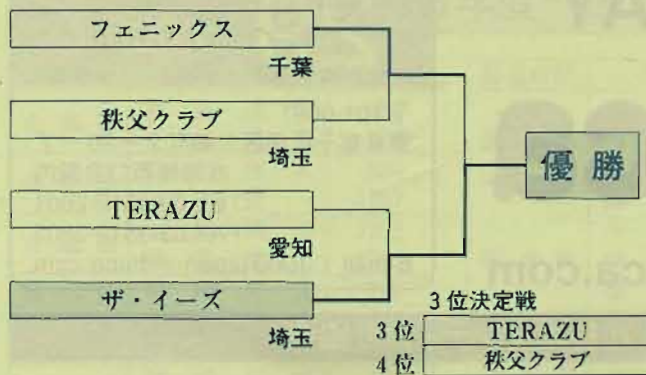 フェニックス
千葉
秩父クラブ
埼玉
TERAZU
愛知
ザ・イーズ
埼玉
優勝
3位決定戦
3位 TERAZU
4位 秩父クラブ
ca.com